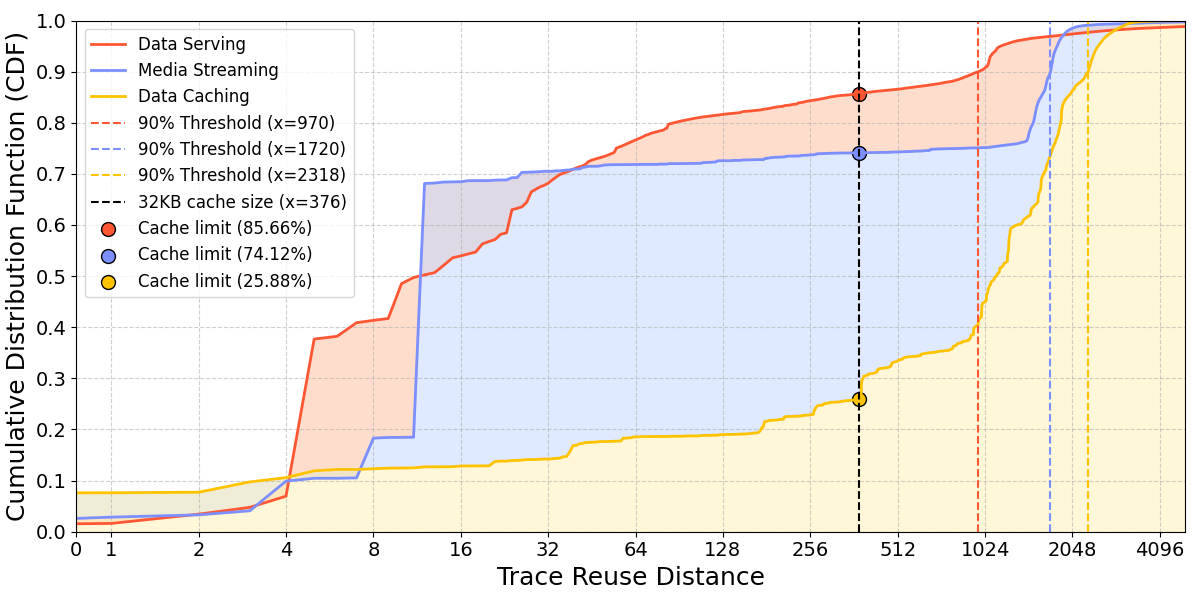 Cumulative Distribution Function (CDF)
1.0
0.9
0.8
0.7
0.6
0.5
0.4
0.3
0.2
0.1
0.0
Data Serving
Media Streaming
Data Caching
90% Threshold (x=970)
90% Threshold (x=1720)
90% Threshold (x=2318)
32KB cache size (x=376)
Cache limit (85.66%)
Cache limit (74.12%)
Cache limit (25.88%)
0 1 2 4 8 16 32 64 128 256 512 1024 2048 4096
Trace Reuse Distance